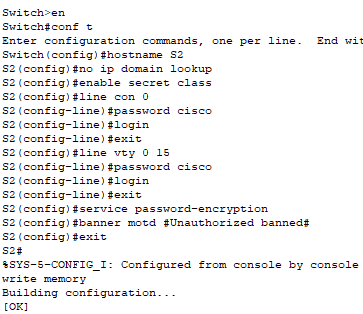 Switch>en
Switch#conf t
Enter configuration commands, one per line.  End wit
Switch(config)#hostname S2
S2(config)#no ip domain lookup
S2(config)#enable secret class
S2(config)#line con 0
S2(config-line)#password cisco
S2(config-line)#login
S2(config-line)#exit
S2(config)#line vty 0 15
S2(config-line)#password cisco
S2(config-line)#login
S2(config-line)#exit
S2(config)#service password-encryption
S2(config)#banner motd #Unauthorized banned#
S2(config)#exit
S2#
%SYS-5-CONFIG_I: Configured from console by console
write memory
Building configuration...
[OK]